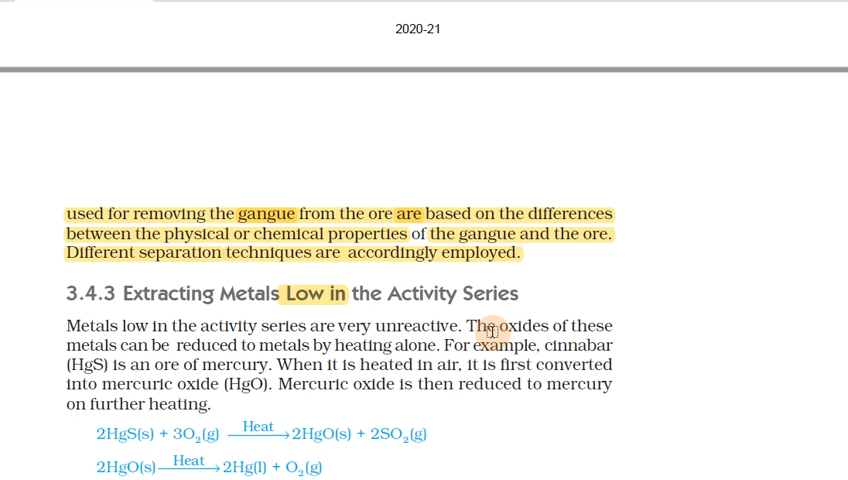 2020-21
used for removing the gangue from the ore are based on the differences
between the physical or chemical properties of the gangue and the ore.
Different separation techniques are accordingly employed.
3.4.3 Extracting Metals Low in the Activity Series
Metals low in the activity series are very unreactive. The oxides of these
metals can be reduced to metals by heating alone. For example, cinnabar
(HgS) is an ore of mercury. When it is heated in air, it is first converted
into mercuric oxide (HgO). Mercuric oxide is then reduced to mercury
on further heating.
2HgS(s) + 3O₂(g) —Heat→ 2HgO(s) + 2SO₂(g)
2HgO(s) —Heat→ 2Hg(l) + O₂(g)